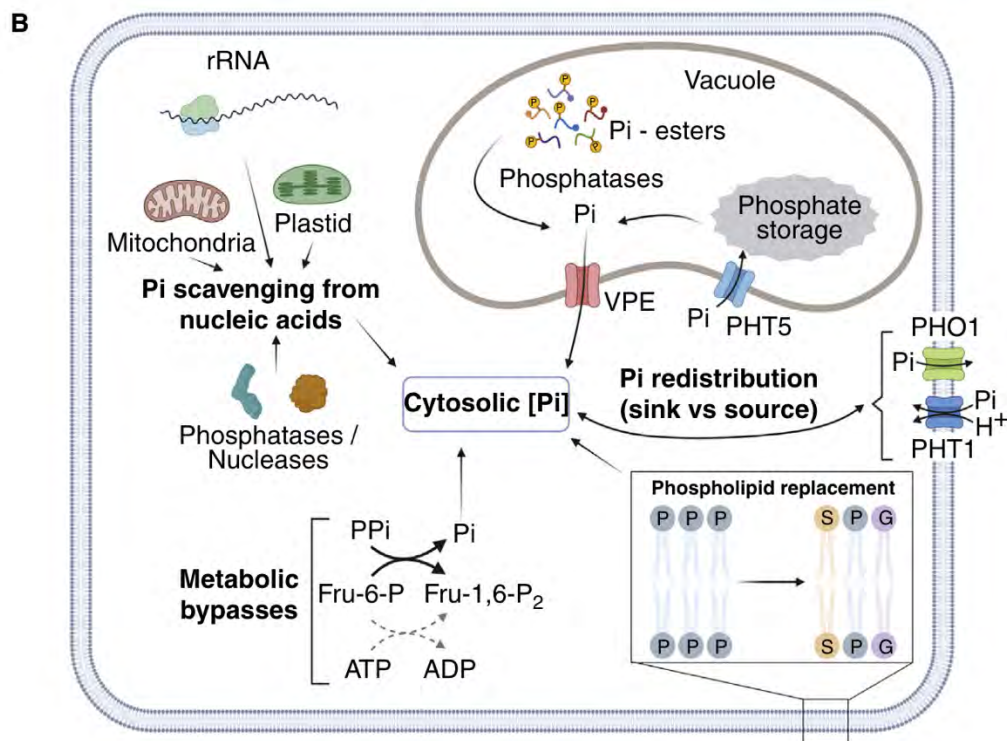 B
rRNA
Mitochondria
Plastid
Pi scavenging from
nucleic acids
Phosphatases /
Nucleases
Vacuole
P
P
P
P
P
P
Pi - esters
Phosphatases
Pi
Phosphate
storage
VPE
Pi
PHT5
Cytosolic [Pi]
Pi redistribution
(sink vs source)
PHO1
Pi
Pi
H⁺
PHT1
Metabolic
bypasses
PPi
Pi
Fru-6-P
Fru-1,6-P₂
ATP
ADP
Phospholipid replacement
P P P
S P G
P P P
S P G